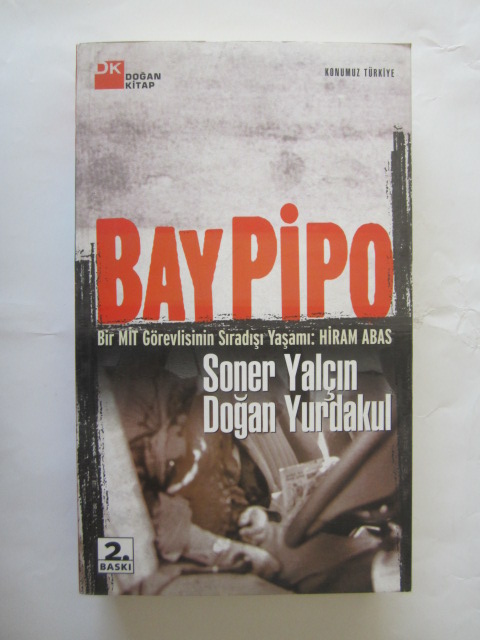 DK
DOĞAN
KİTAP
KONUMUZ TÜRKİYE
BAY PİPO
Bir MİT Görevlisinin Sıradışı Yaşamı: HİRAM ABAS
Soner Yalçın
Doğan Yurdakul
2.
BASKI